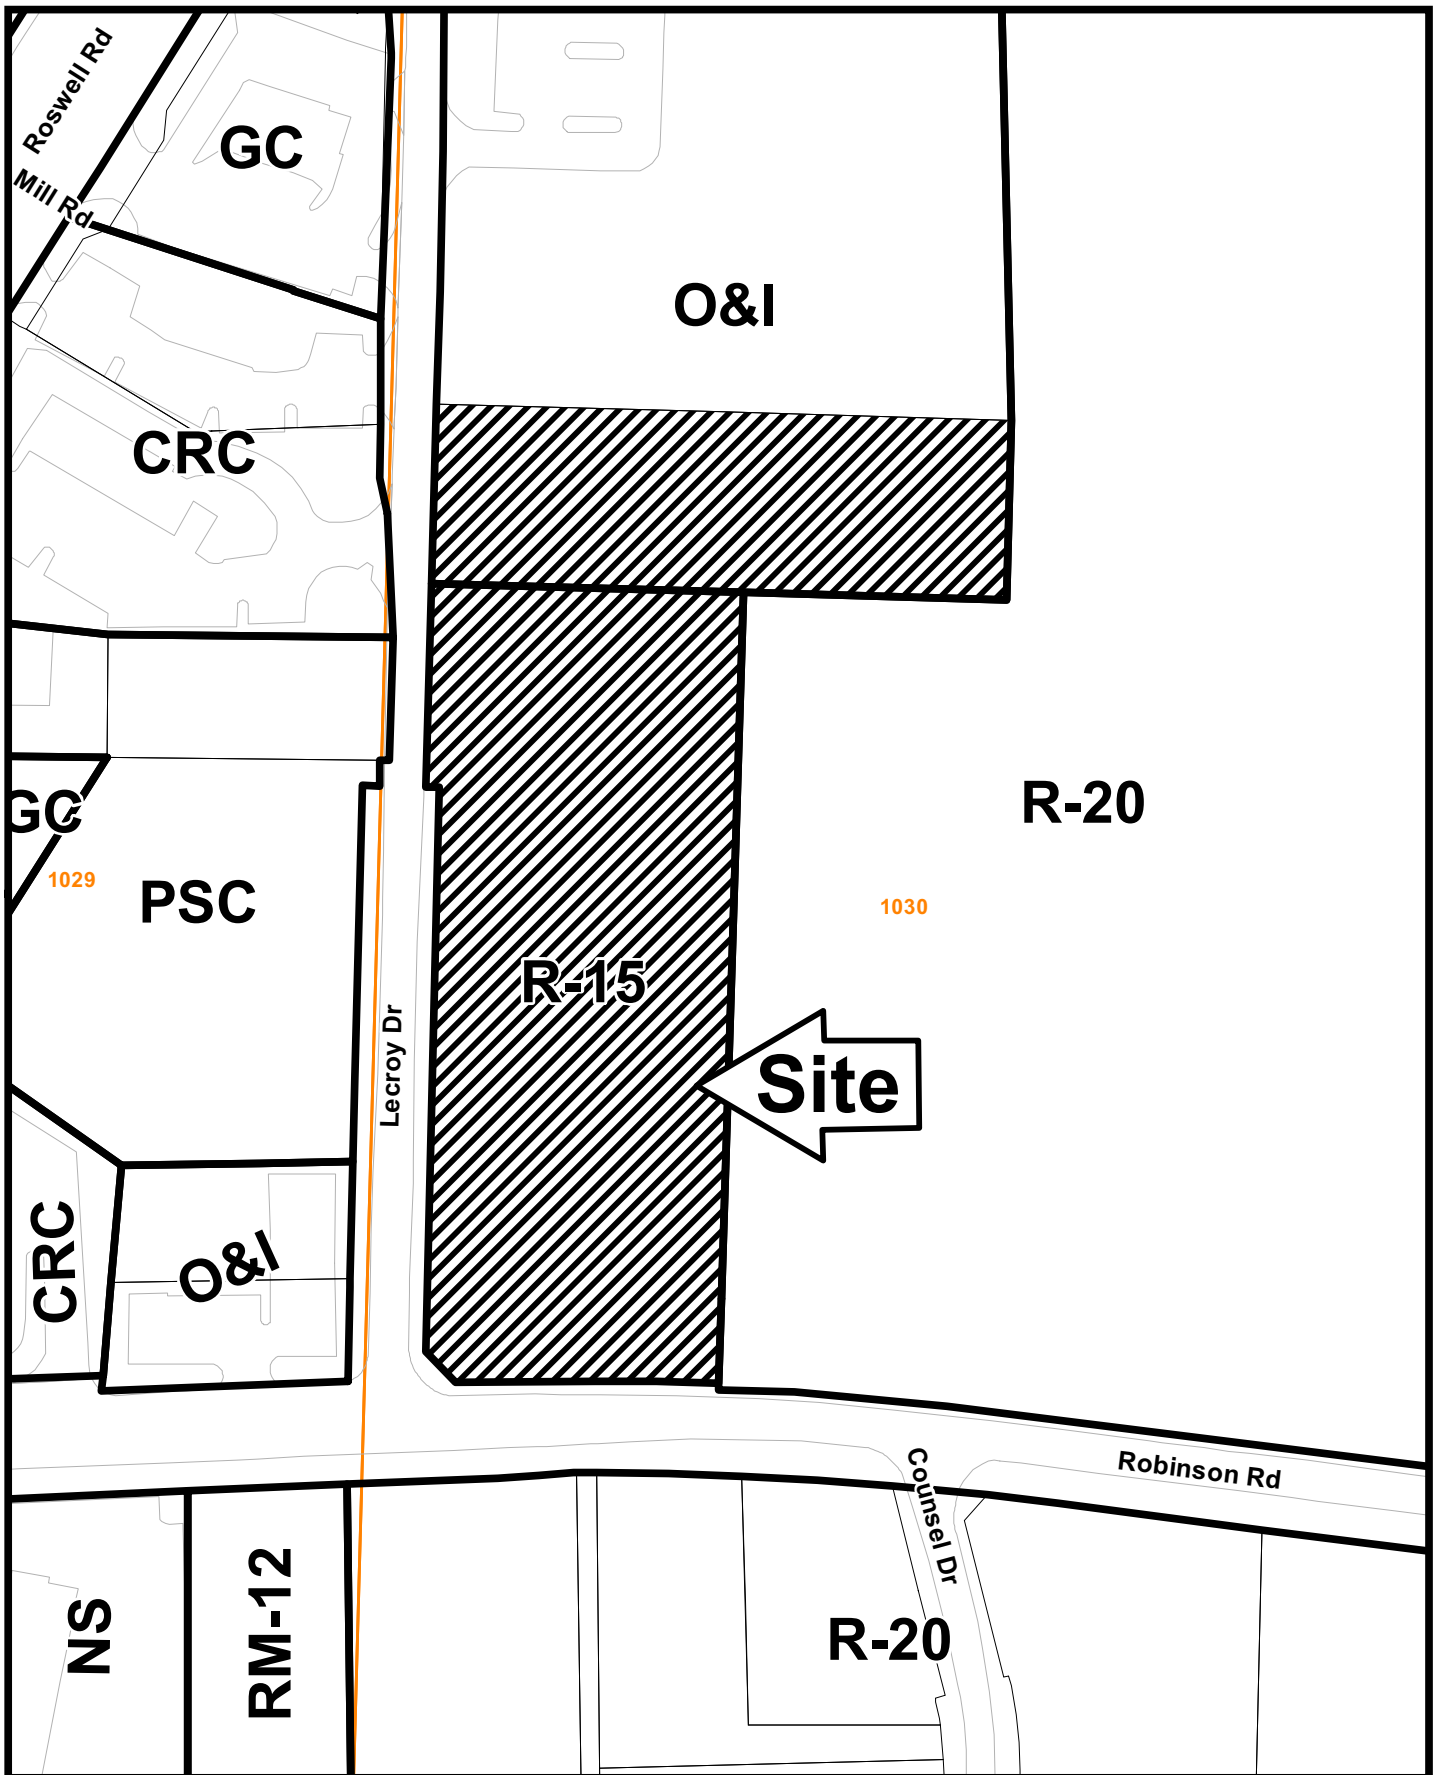 Roswell Rd
GC
Mill Rd
O&I
CRC
R-20
GC
1029
PSC
1030
R-15
Lecroy Dr
Site
CRC
O&I
Robinson Rd
Counsel Dr
NS
RM-12
R-20